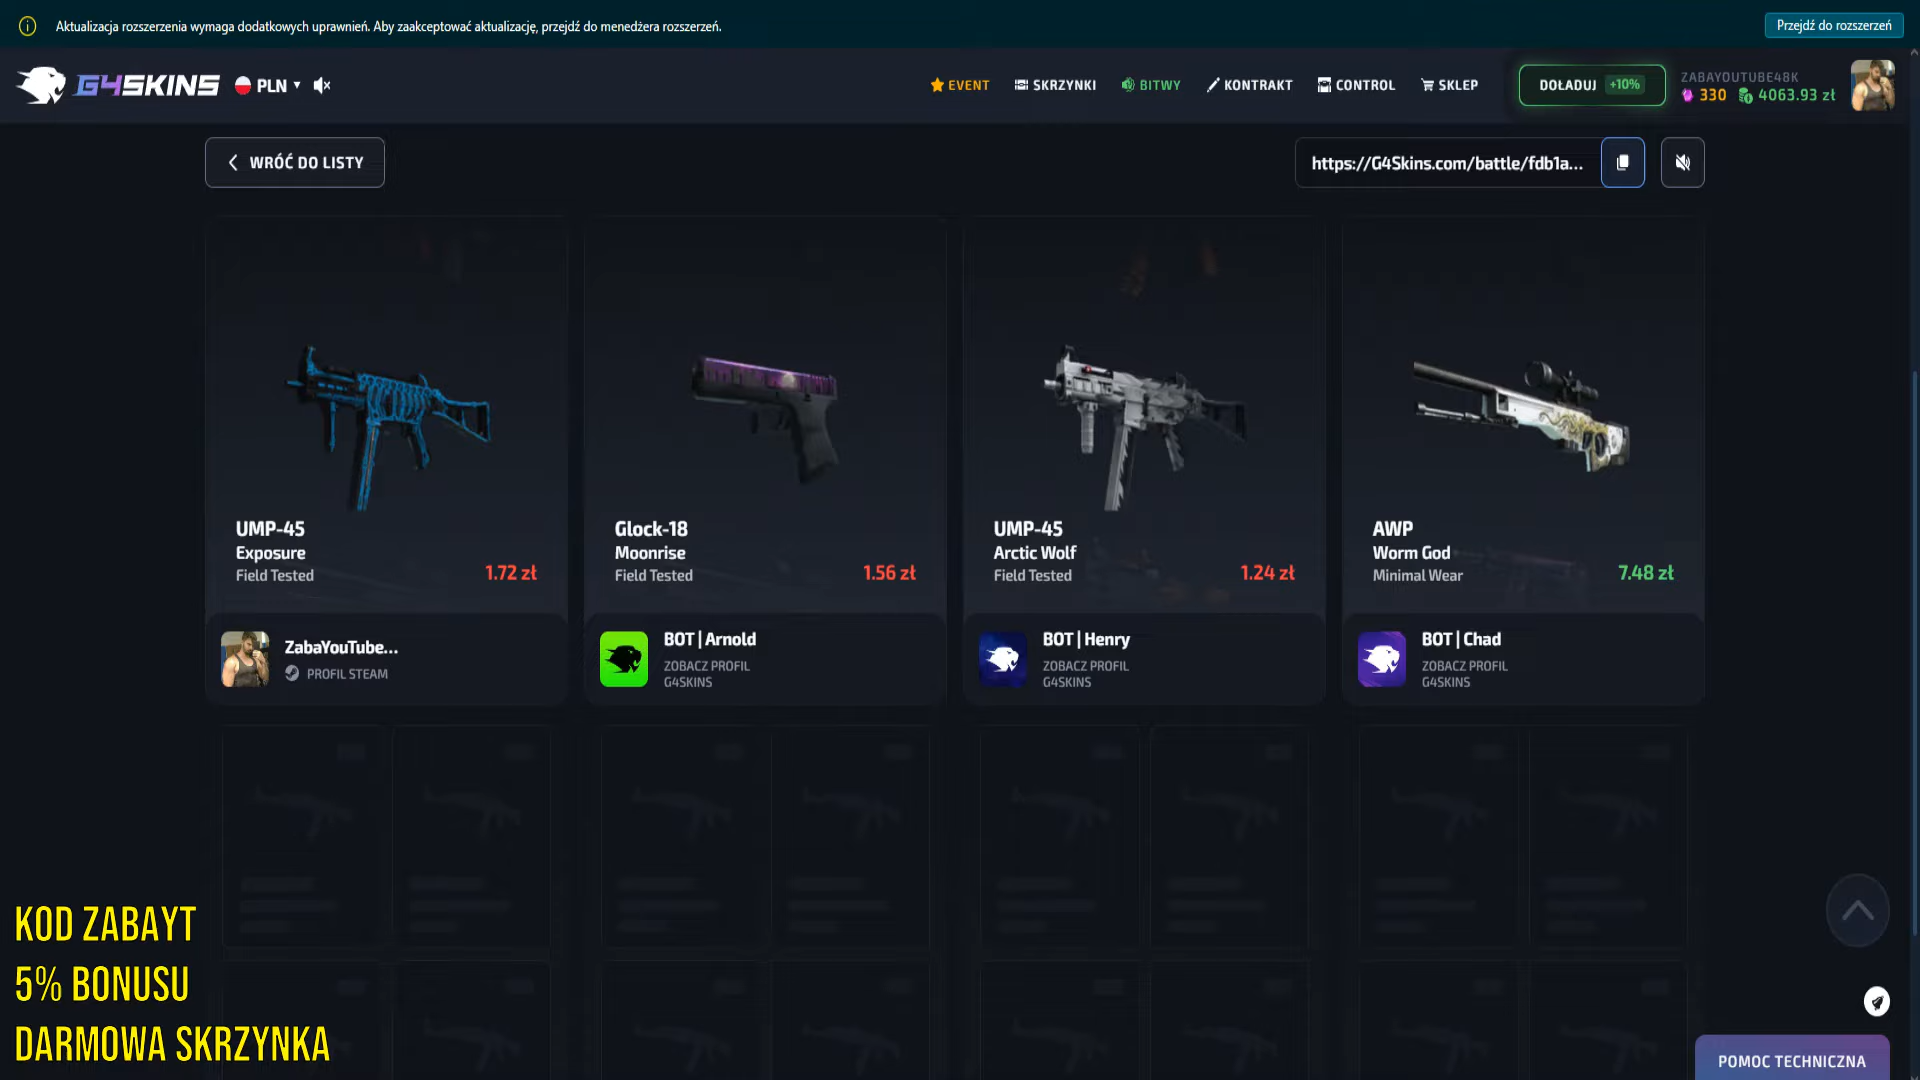 Aktualizacja rozszerzenia wymaga dodatkowych uprawnień. Aby zaakceptować aktualizację, przejdź do menedżera rozszerzeń.
Przejdź do rozszerzeń
G4SKINS
PLN
EVENT
SKRZYNKI
BITWY
KONTRAKT
CONTROL
SKLEP
DOŁADUJ +10%
ZABAYOUTUBE48K
330
4063.93 zł
WRÓĆ DO LISTY
https://G4Skins.com/battle/fdb1a...
UMP-45
Exposure
Field Tested
1.72 zł
Glock-18
Moonrise
Field Tested
1.56 zł
UMP-45
Arctic Wolf
Field Tested
1.24 zł
AWP
Worm God
Minimal Wear
7.48 zł
ZabaYouTube...
PROFIL STEAM
BOT | Arnold
ZOBACZ PROFIL
G4SKINS
BOT | Henry
ZOBACZ PROFIL
G4SKINS
BOT | Chad
ZOBACZ PROFIL
G4SKINS
KOD ZABAYT
5% BONUSU
DARMOWA SKRZYNKA
POMOC TECHNICZNA